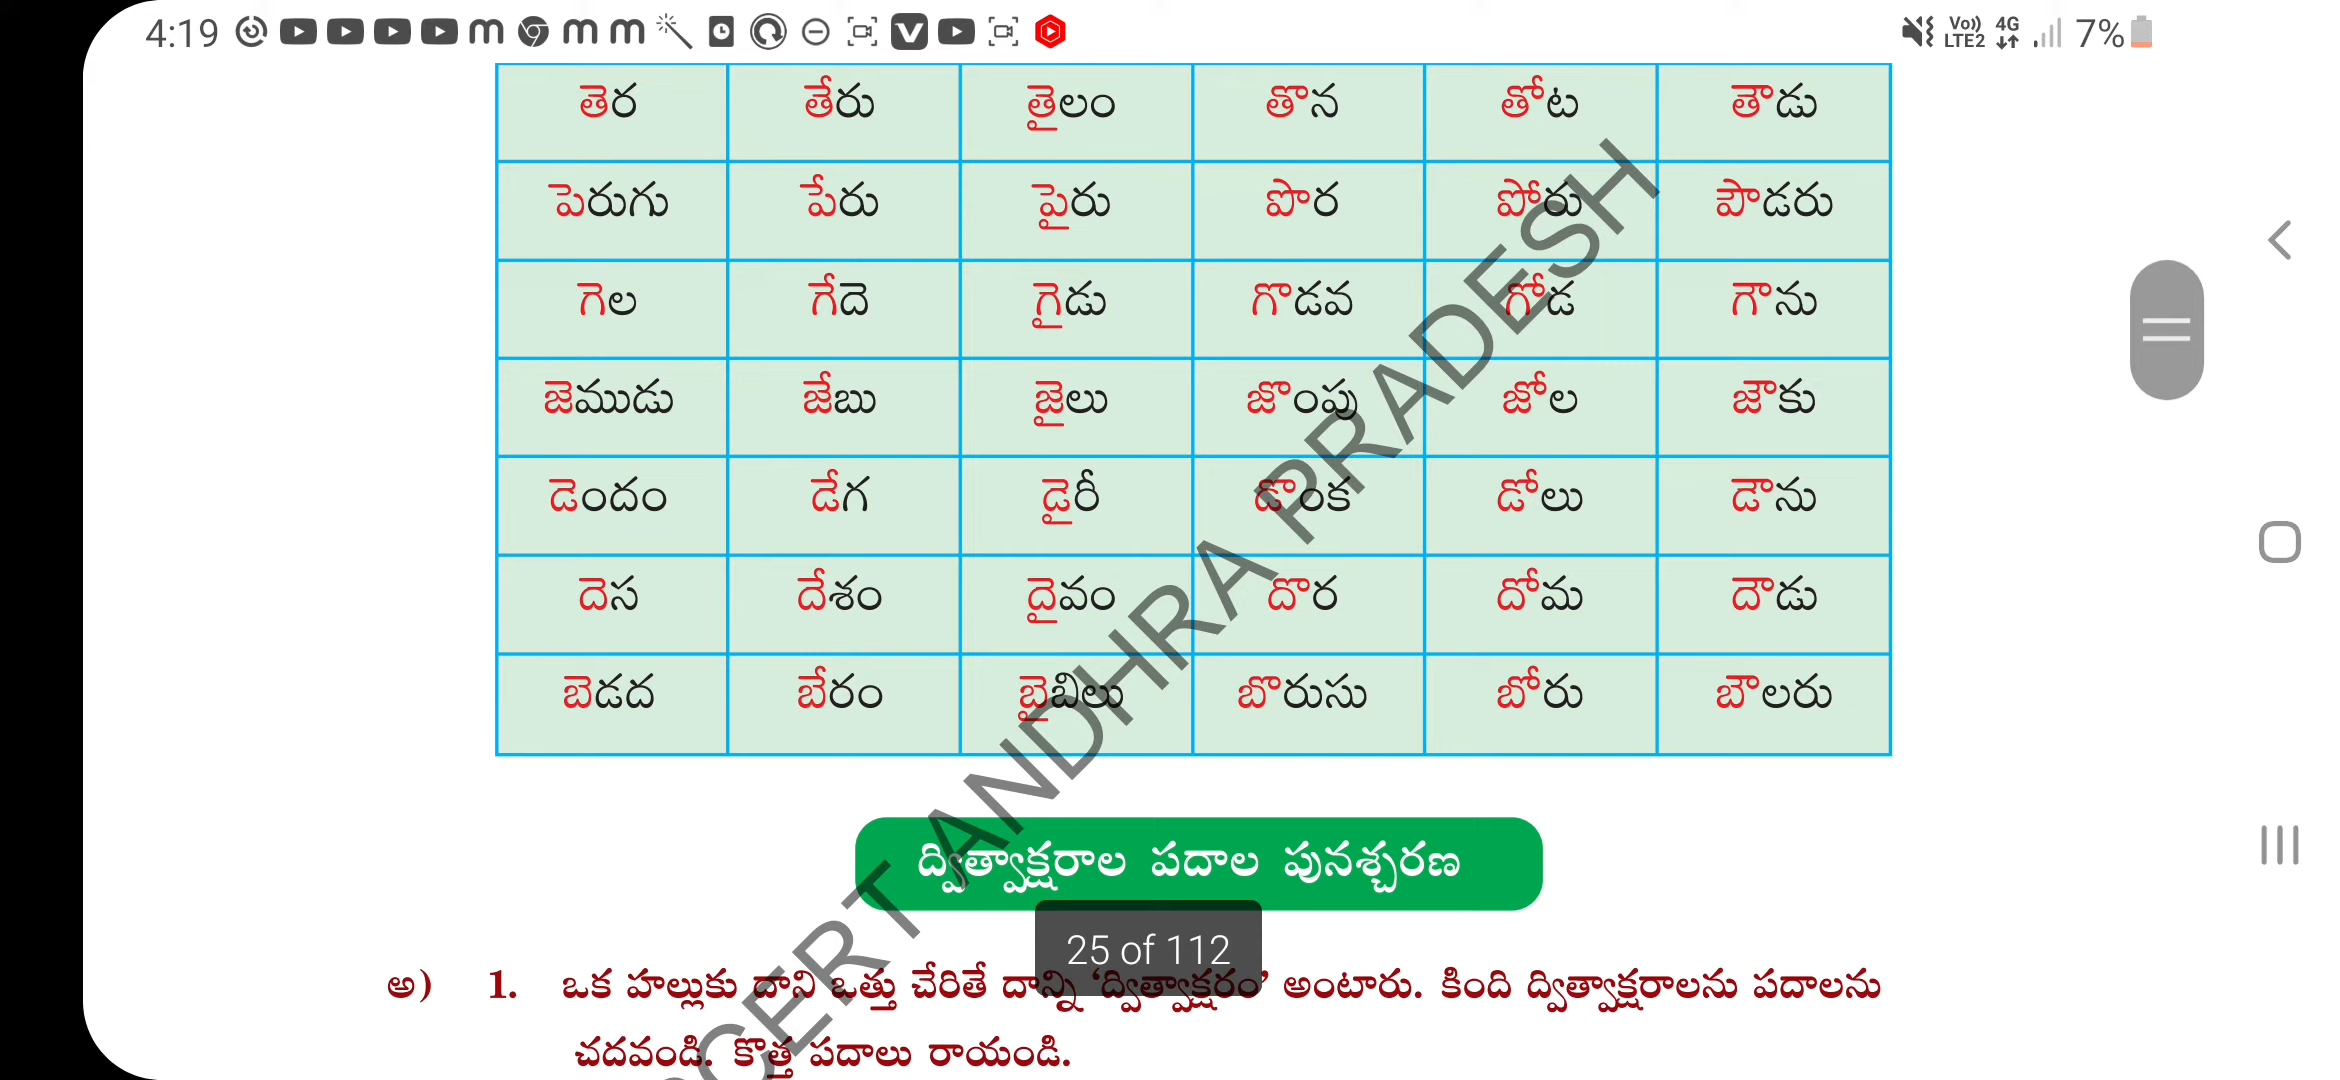 4:19 Vo)) LTE2 4G 7%
తెర తేరు తైలం తొన తోట తౌడు
పెరుగు పేరు పైరు పొర పోరు పౌడరు
గెల గేదె గైడు గొడవ గోడ గౌను
జెముడు జేబు జైలు జొంపు జోల జౌకు
డెందం డేగ డైరీ డొంక డోలు డౌను
దెస దేశం దైవం దొర దోమ దౌడు
బెడద బేరం బైబిలు బొరుసు బోరు బౌలరు
ద్విత్వాక్షరాల పదాల పునశ్చరణ
25 of 112
అ) 1. ఒక హల్లుకు దాని ఒత్తు చేరితే దాన్ని ‘ద్విత్వాక్షరం’ అంటారు. కింది ద్విత్వాక్షరాలను పదాలను
చదవండి. కొత్త పదాలు రాయండి.
CERT ANDHRA PRADESH